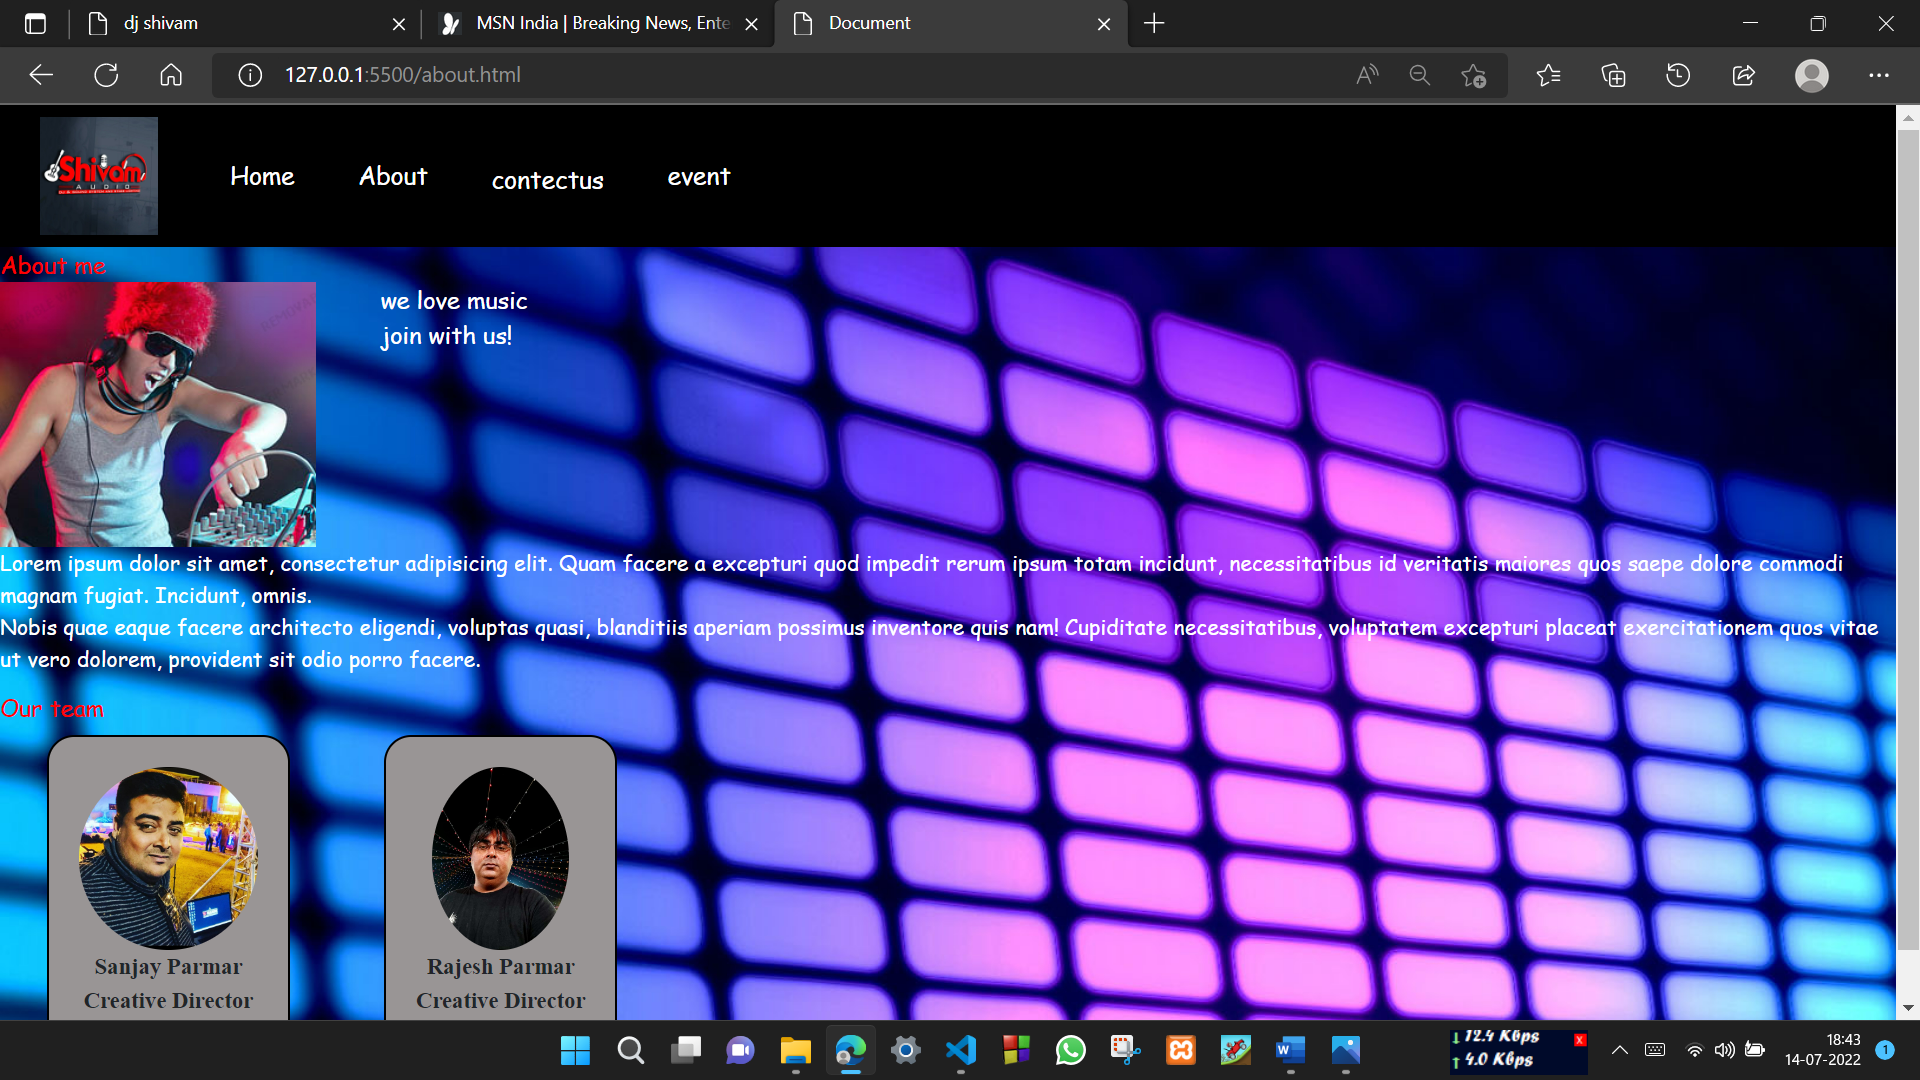 dj shivam
MSN India | Breaking News, Ente
Document
127.0.0.1:5500/about.html
Shivam
AUDIO
Home
About
contectus
event
About me
we love music
join with us!
Lorem ipsum dolor sit amet, consectetur adipisicing elit. Quam facere a excepturi quod impedit rerum ipsum totam incidunt, necessitatibus id veritatis maiores quos saepe dolore commodi
magnam fugiat. Incidunt, omnis.
Nobis quae eaque facere architecto eligendi, voluptas quasi, blanditiis aperiam possimus inventore quis nam! Cupiditate necessitatibus, voluptatem excepturi placeat exercitationem quos vitae
ut vero dolorem, provident sit odio porro facere.
Our team
Sanjay Parmar
Creative Director
Rajesh Parmar
Creative Director
12.4 Kbps
4.0 Kbps
X
18:43
14-07-2022
1